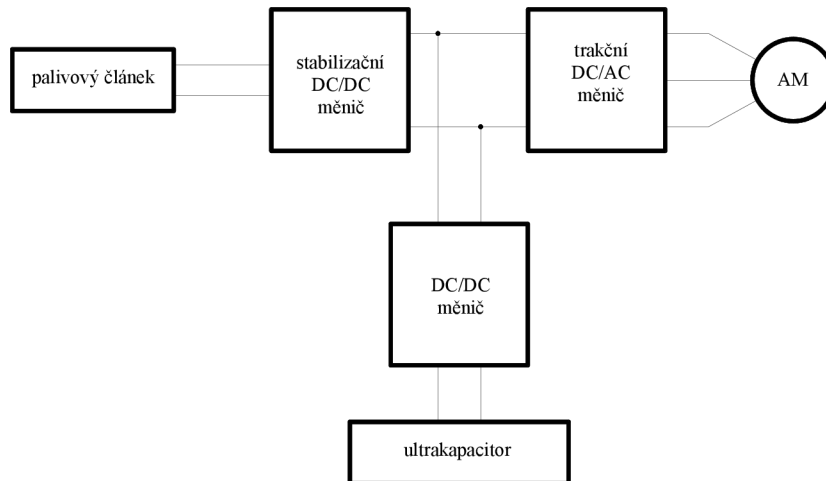 palivový článek
stabilizační
DC/DC
měnič
trakční
DC/AC
měnič
AM
DC/DC
měnič
ultrakapacitor